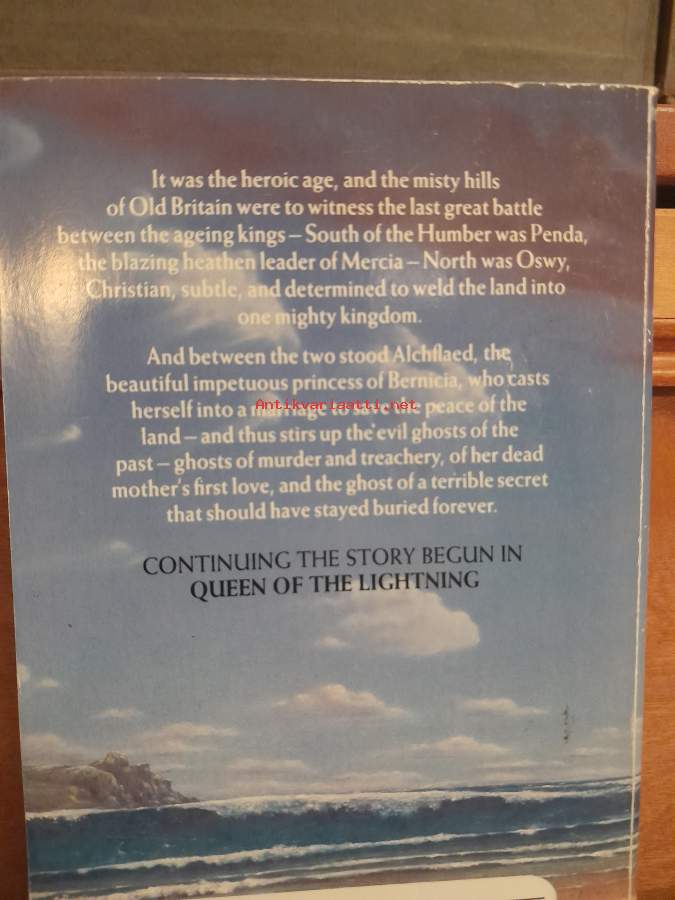 It was the heroic age, and the misty hills
of Old Britain were to witness the last great battle
between the ageing kings – South of the Humber was Penda,
the blazing heathen leader of Mercia – North was Oswy,
Christian, subtle, and determined to weld the land into
one mighty kingdom.
And between the two stood Alchflaed, the
beautiful impetuous princess of Bernicia, who casts
herself into a marriage to save the peace of the
Antikvariaatti.net
land – and thus stirs up the evil ghosts of the
past – ghosts of murder and treachery, of her dead
mother's first love, and the ghost of a terrible secret
that should have stayed buried forever.
CONTINUING THE STORY BEGUN IN
QUEEN OF THE LIGHTNING